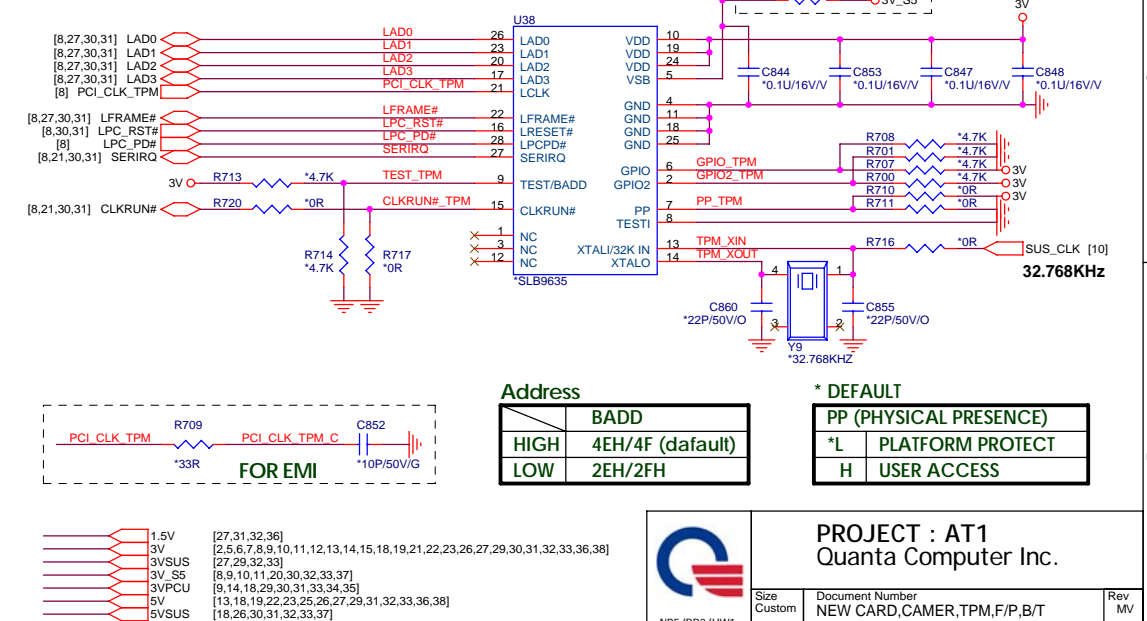 3V_S5
3V
U38
[8,27,30,31] LAD0 LAD0 26 LAD0 VDD 10
[8,27,30,31] LAD1 LAD1 23 LAD1 VDD 19
[8,27,30,31] LAD2 LAD2 20 LAD2 VDD 24
[8,27,30,31] LAD3 LAD3 17 LAD3 VSB 5
[8] PCI_CLK_TPM PCI_CLK_TPM 21 LCLK
C844 C853 C847 C848
*0.1U/16V/V *0.1U/16V/V *0.1U/16V/V *0.1U/16V/V
GND 4
[8,27,30,31] LFRAME# LFRAME# 22 LFRAME# GND 11
[8,30,31] LPC_RST# LPC_RST# 16 LRESET# GND 18
[8] LPC_PD# LPC_PD# 28 LPCPD# GND 25
[8,21,30,31] SERIRQ SERIRQ 27 SERIRQ
R708 *4.7K
R701 *4.7K
GPIO 6 GPIO_TPM R707 *4.7K 3V
GPIO2 2 GPIO2_TPM R700 *4.7K 3V
3V R713 *4.7K TEST_TPM 9 TEST/BADD
R710 *0R 3V
PP 7 PP_TPM R711 *0R
[8,21,30,31] CLKRUN# R720 *0R CLKRUN#_TPM 15 CLKRUN#
TESTI 8
1 NC
3 NC XTALI/32K IN 13 TPM_XIN R716 *0R SUS_CLK [10]
12 NC XTALO 14 TPM_XOUT
32.768KHz
R714 *4.7K
R717 *0R
*SLB9635
4 1
C860 *22P/50V/O
C855 *22P/50V/O
3 2
Y9
*32.768KHZ
Address
BADD
HIGH 4EH/4F (dafault)
LOW 2EH/2FH
* DEFAULT
PP (PHYSICAL PRESENCE)
*L PLATFORM PROTECT
H USER ACCESS
R709 C852
PCI_CLK_TPM PCI_CLK_TPM_C
*33R *10P/50V/G
FOR EMI
1.5V [27,31,32,36]
3V [2,5,6,7,8,9,10,11,12,13,14,15,18,19,21,22,23,26,27,29,30,31,32,33,36,38]
3VSUS [27,29,32,33]
3V_S5 [8,9,10,11,20,30,32,33,37]
3VPCU [9,14,18,29,30,31,33,34,35]
5V [13,18,19,22,23,25,26,27,29,31,32,33,36,38]
5VSUS [18,26,30,31,32,33,37]
PROJECT : AT1
Quanta Computer Inc.
Size
Custom
Document Number
NEW CARD,CAMER,TPM,F/P,B/T
Rev
MV